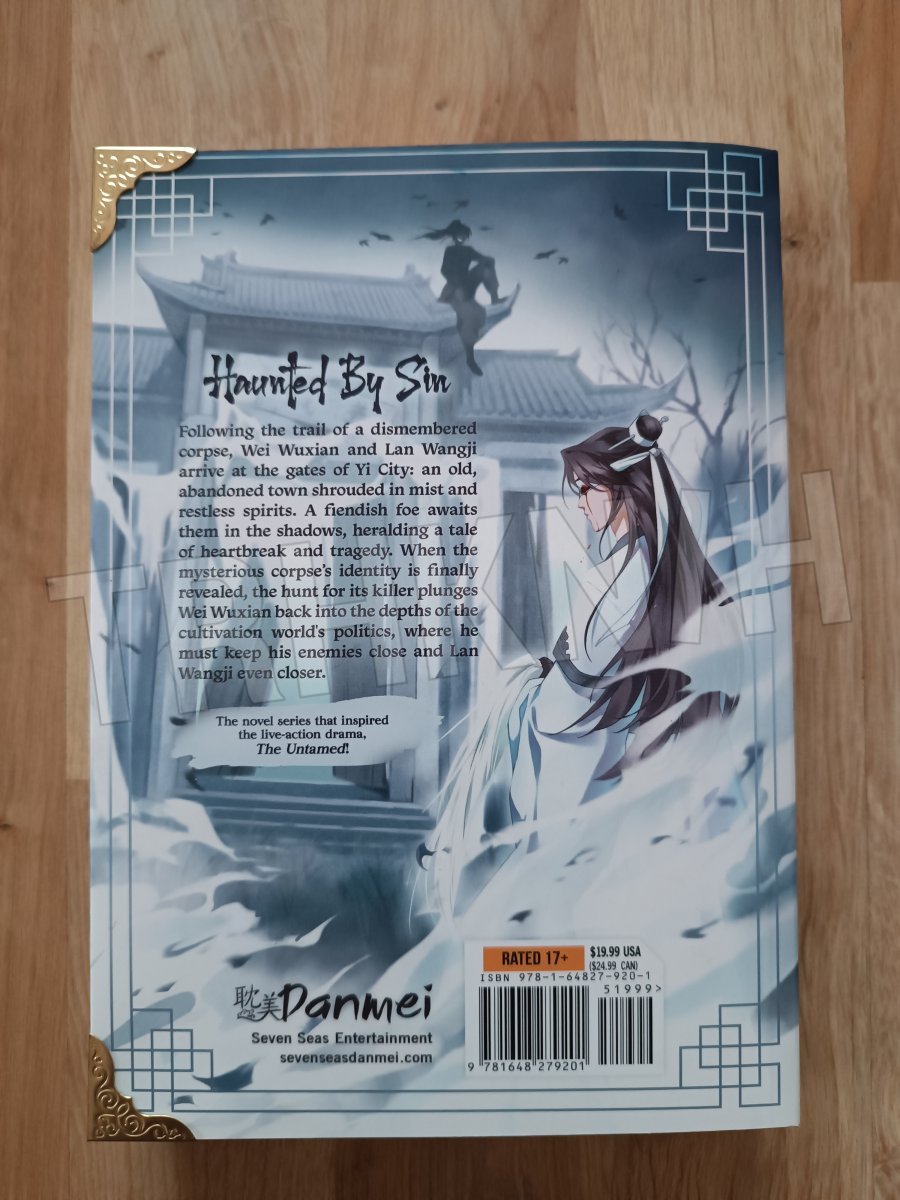 Haunted By Sin
Following the trail of a dismembered
corpse, Wei Wuxian and Lan Wangji
arrive at the gates of Yi City: an old,
abandoned town shrouded in mist and
restless spirits. A fiendish foe awaits
them in the shadows, heralding a tale
of heartbreak and tragedy. When the
mysterious corpse's identity is finally
revealed, the hunt for its killer plunges
Wei Wuxian back into the depths of the
cultivation world's politics, where he
must keep his enemies close and Lan
Wangji even closer.
The novel series that inspired
the live-action drama,
The Untamed!
耽美 Danmei
Seven Seas Entertainment
sevenseasdanmei.com
RATED 17+
$19.99 USA
($24.99 CAN)
ISBN 978-1-64827-920-1
51999>
9 781648 279201